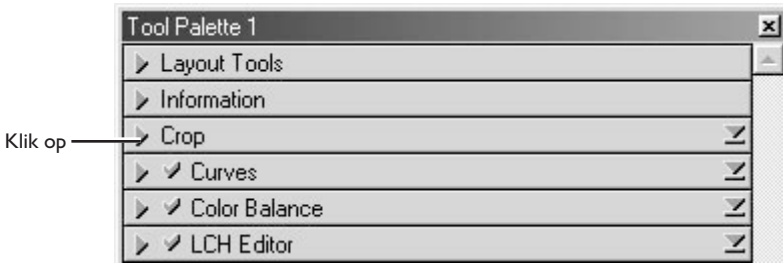 Tool Palette 1
Layout Tools
Information
Klik op
Crop
Curves
Color Balance
LCH Editor